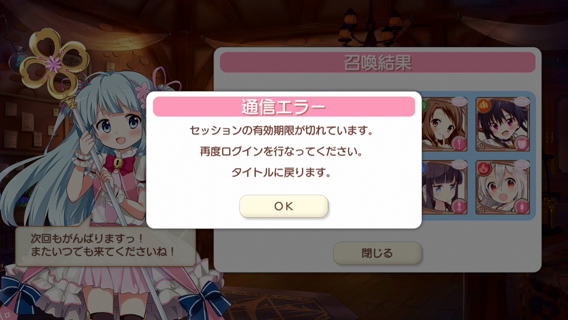 召喚結果
通信エラー
セッションの有効期限が切れています。
再度ログインを行なってください。
タイトルに戻ります。
OK
次回もがんばりますっ！
またいつでも来てくださいね！
閉じる